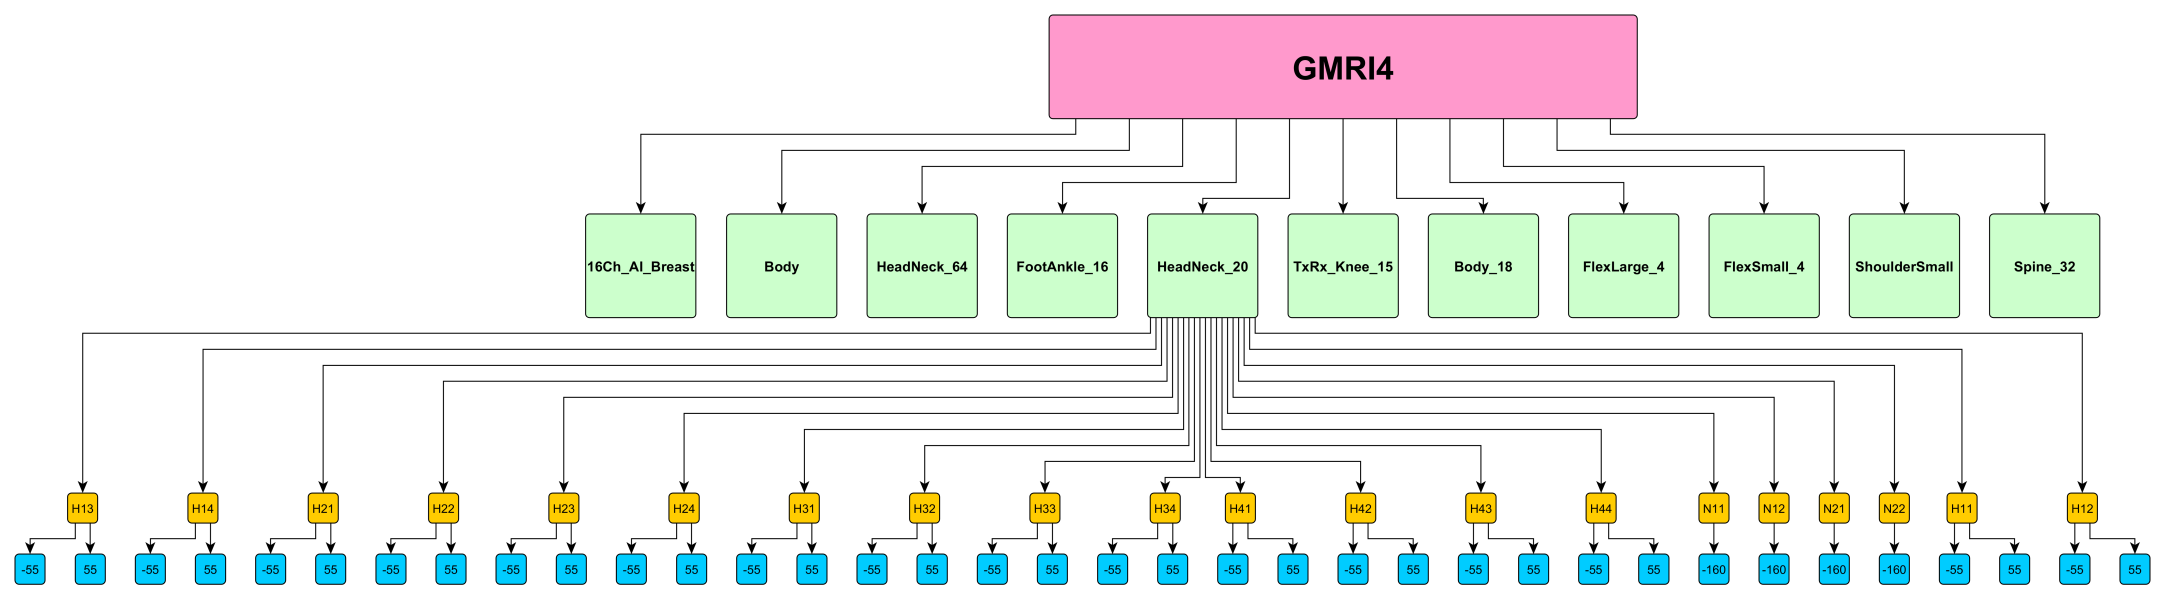 GMRI4
16Ch_AI_Breast Body HeadNeck_64 FootAnkle_16 HeadNeck_20 TxRx_Knee_15 Body_18 FlexLarge_4 FlexSmall_4 ShoulderSmall Spine_32
H13 H14 H21 H22 H23 H24 H31 H32 H33 H34 H41 H42 H43 H44 N11 N12 N21 N22 H11 H12
-55 55 -55 55 -55 55 -55 55 -55 55 -55 55 -55 55 -55 55 -55 55 -55 55 -55 55 -55 55 -55 55 -55 55 -160 -160 -160 -160 -55 55 -55 55